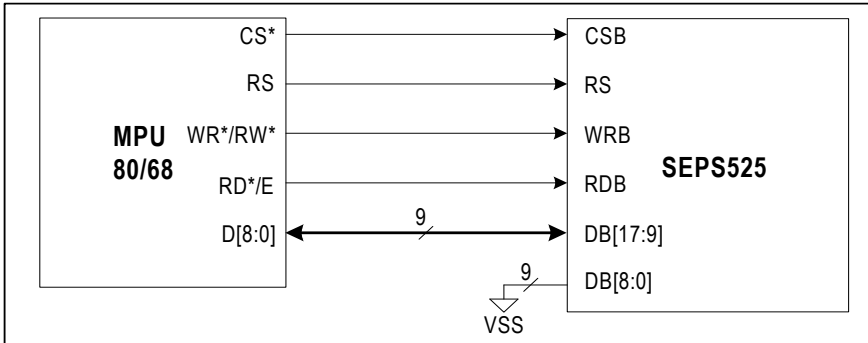 CS* CSB
RS RS
MPU WR*/RW* WRB
80/68 SEPS525
RD*/E RDB
9
D[8:0] DB[17:9]
9 DB[8:0]
VSS